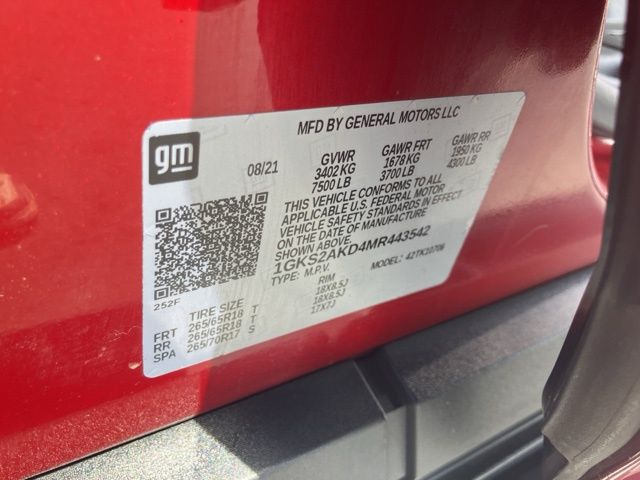 MFD BY GENERAL MOTORS LLC
gm
08/21
GVWR GAWR FRT GAWR RR
3402 KG 1678 KG 1950 KG
7500 LB 3700 LB 4300 LB
THIS VEHICLE CONFORMS TO ALL
APPLICABLE U.S. FEDERAL MOTOR
VEHICLE SAFETY STANDARDS IN EFFECT
ON THE DATE OF MANUFACTURE
SHOWN ABOVE.
1GKS2AKD4MR443542
TYPE: M.P.V. MODEL: 42TK10706
252F
TIRE SIZE RIM
FRT 265/65R18 T 18X8.5J
RR 265/65R18 T 18X8.5J
SPA 265/70R17 S 17X7J